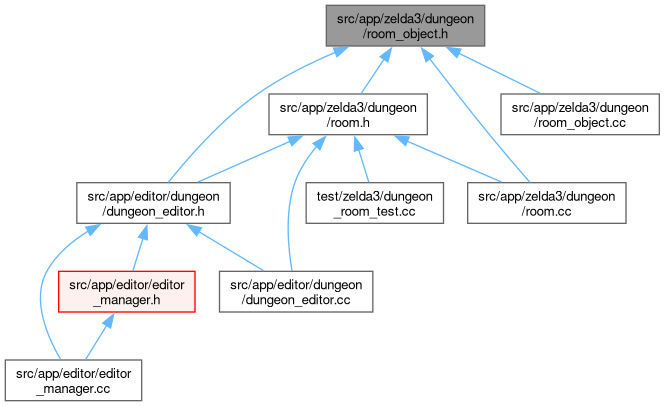 src/app/zelda3/dungeon
/room_object.h
src/app/zelda3/dungeon
/room.h
src/app/zelda3/dungeon
/room_object.cc
src/app/editor/dungeon
/dungeon_editor.h
test/zelda3/dungeon
_room_test.cc
src/app/zelda3/dungeon
/room.cc
src/app/editor/editor
_manager.h
src/app/editor/dungeon
/dungeon_editor.cc
src/app/editor/editor
_manager.cc